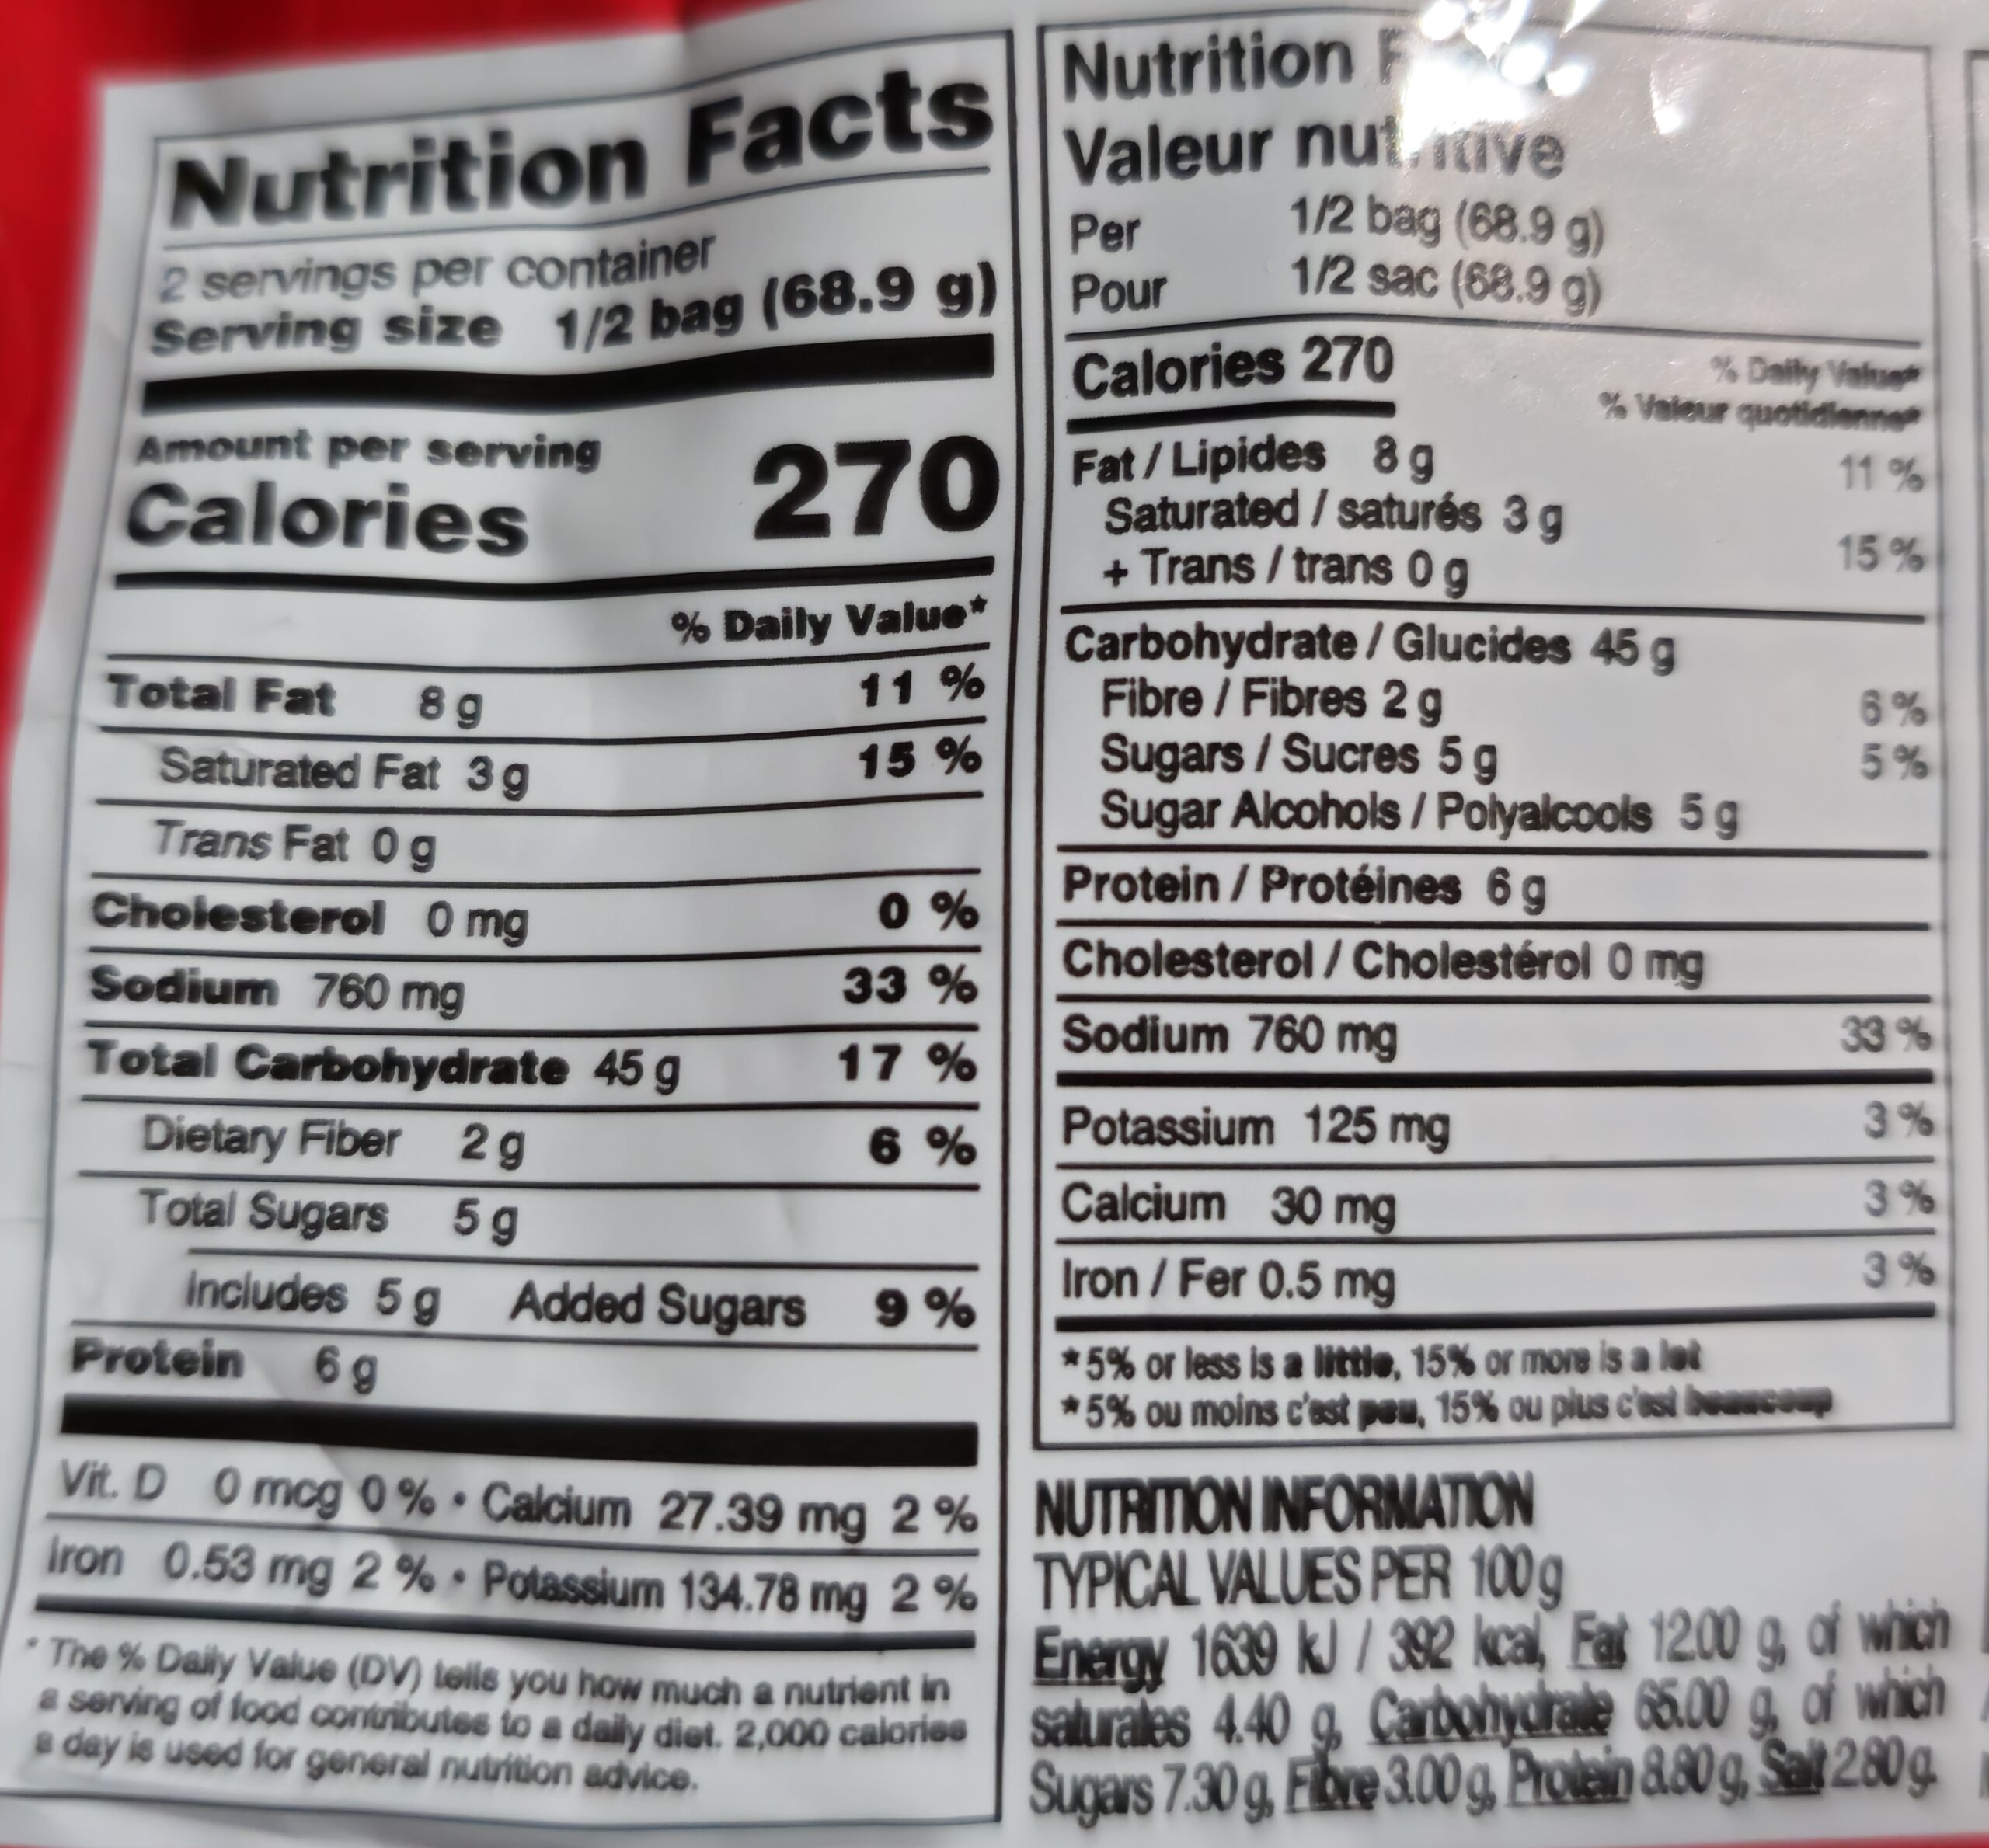 Nutrition Facts
2 servings per container
Serving size 1/2 bag (68.9 g)
Amount per serving
Calories 270
% Daily Value*
Total Fat 8 g 11 %
Saturated Fat 3 g 15 %
Trans Fat 0 g
Cholesterol 0 mg 0 %
Sodium 760 mg 33 %
Total Carbohydrate 45 g 17 %
Dietary Fiber 2 g 6 %
Total Sugars 5 g
includes 5 g Added Sugars 9 %
Protein 6 g
Vit. D 0 mcg 0 % • Calcium 27.39 mg 2 %
Iron 0.53 mg 2 % • Potassium 134.78 mg 2 %
* The % Daily Value (DV) tells you how much a nutrient in
a serving of food contributes to a daily diet. 2,000 calories
a day is used for general nutrition advice.
Nutrition
Valeur nutritive
Per 1/2 bag (68.9 g)
Pour 1/2 sac (68.9 g)
Calories 270
% Daily Value*
% Valeur quotidienne*
Fat / Lipides 8 g 11 %
Saturated / saturés 3 g
+ Trans / trans 0 g 15 %
Carbohydrate / Glucides 45 g
Fibre / Fibres 2 g 6 %
Sugars / Sucres 5 g 5 %
Sugar Alcohols / Polyalcools 5 g
Protein / Protéines 6 g
Cholesterol / Cholestérol 0 mg
Sodium 760 mg 33 %
Potassium 125 mg 3 %
Calcium 30 mg 3 %
Iron / Fer 0.5 mg 3 %
*5% or less is a little, 15% or more is a lot
*5% ou moins c'est peu, 15% ou plus c'est beaucoup
NUTRITION INFORMATION
TYPICAL VALUES PER 100 g
Energy 1639 kJ / 392 kcal, Fat 12.00 g, of which
saturates 4.40 g, Carbohydrate 65.00 g, of which
Sugars 7.30 g, Fibre 3.00 g, Protein 8.80 g, Salt 2.80 g.